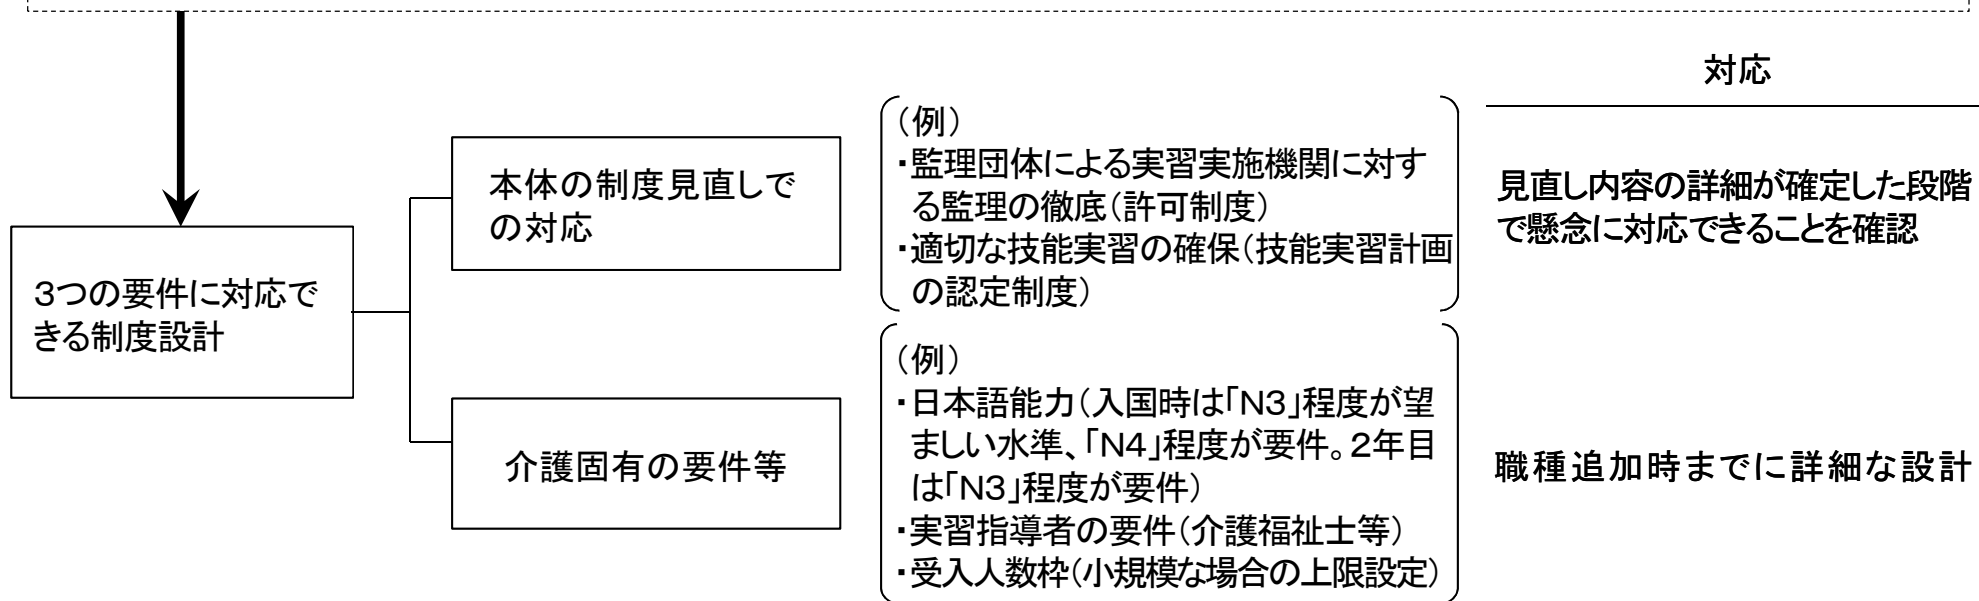 対応
3つの要件に対応で
きる制度設計
本体の制度見直しで
の対応
（例）
・監理団体による実習実施機関に対す
る監理の徹底（許可制度）
・適切な技能実習の確保（技能実習計画
の認定制度）
見直し内容の詳細が確定した段階
で懸念に対応できることを確認
介護固有の要件等
（例）
・日本語能力（入国時は「N3」程度が望
ましい水準、「N4」程度が要件。2年目
は「N3」程度が要件）
・実習指導者の要件（介護福祉士等）
・受入人数枠（小規模な場合の上限設定）
職種追加時までに詳細な設計